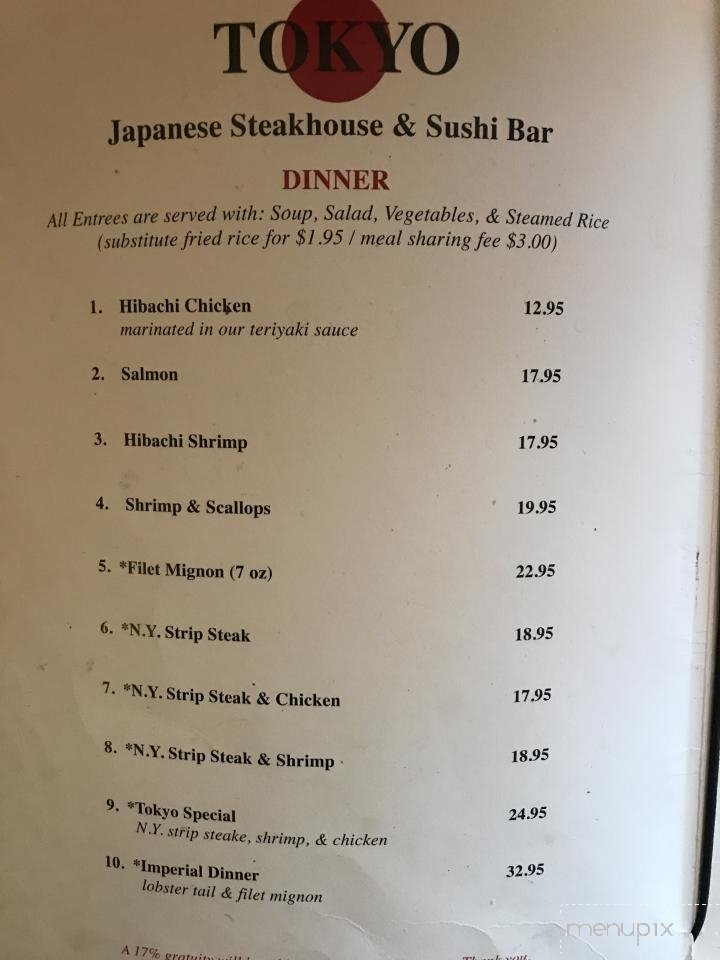 TOKYO
Japanese Steakhouse & Sushi Bar
DINNER
All Entrees are served with: Soup, Salad, Vegetables, & Steamed Rice
(substitute fried rice for $1.95 / meal sharing fee $3.00)
1. Hibachi Chicken 12.95
marinated in our teriyaki sauce
2. Salmon 17.95
3. Hibachi Shrimp 17.95
4. Shrimp & Scallops 19.95
5. *Filet Mignon (7 oz) 22.95
6. *N.Y. Strip Steak 18.95
7. *N.Y. Strip Steak & Chicken 17.95
8. *N.Y. Strip Steak & Shrimp 18.95
9. *Tokyo Special 24.95
N.Y. strip steake, shrimp, & chicken
10. *Imperial Dinner 32.95
lobster tail & filet mignon
menupix
A 17% gratuity will Thank you.